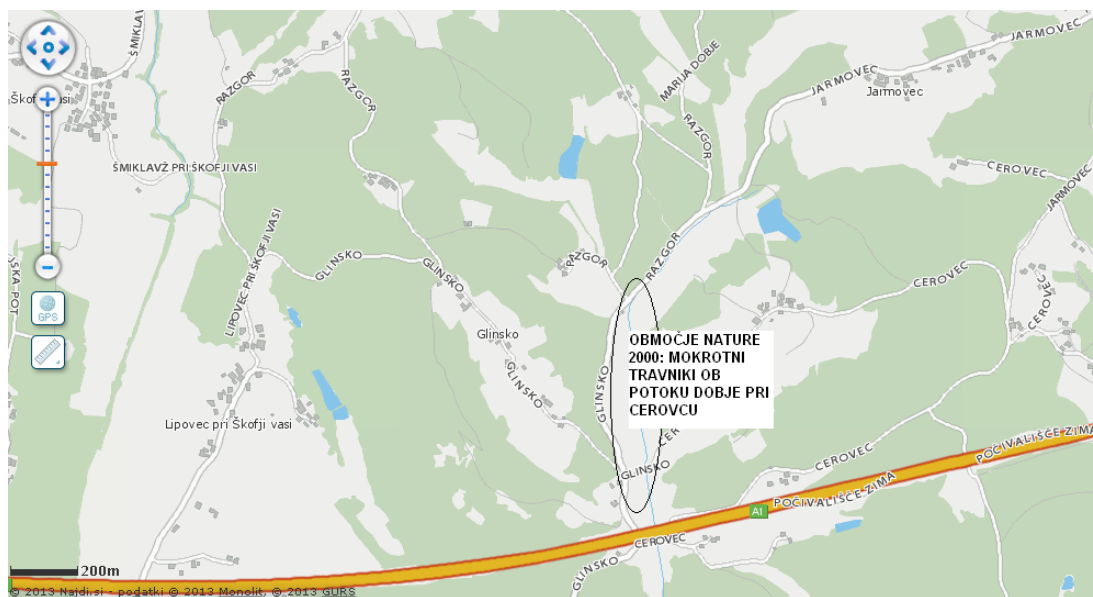 ŠMIKLAVŽ
JARMOVEC
MARIJA DOBJE
RAZGOR
RAZGOR
JARMOVEC
Jarmovec
RAZGOR
CEROVEC
JARMOVEC
ŠMIKLAVŽ PRI ŠKOFJI VASI
LIPOVEC PRI ŠKOFJI VASI
GLINSKO
GLINSKO
RAZGOR
RAZGOR
CEROVEC
CEROVEC
GPS
Glinsko
GLINSKO
GLINSKO
OBMOČJE NATURE
2000: MOKROTNI
TRAVNIKI OB
POTOKU DOBJE PRI
CEROVCU
Lipovec pri Škofji vasi
GLINSKO
CEROVEC
POČIVALIŠČE ZIMA
POČIVALIŠČE ZIMA
A1
CEROVEC
GLINSKO
200m
© 2013 Najdi.si - podatki © 2013 Monolit, © 2013 GURS